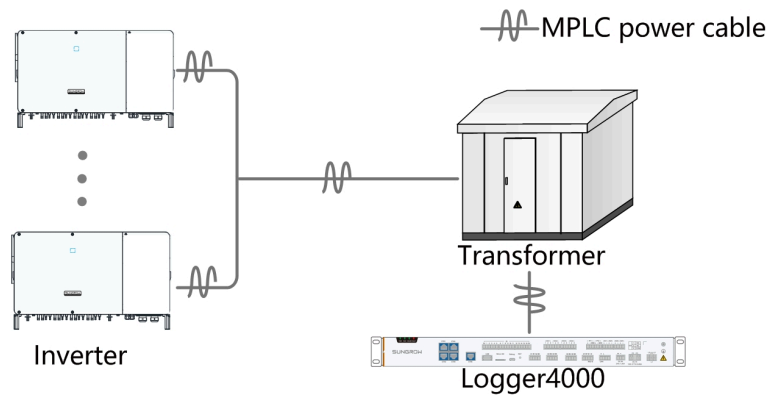 MPLC power cable
Transformer
SUNGROW
Inverter
Logger4000